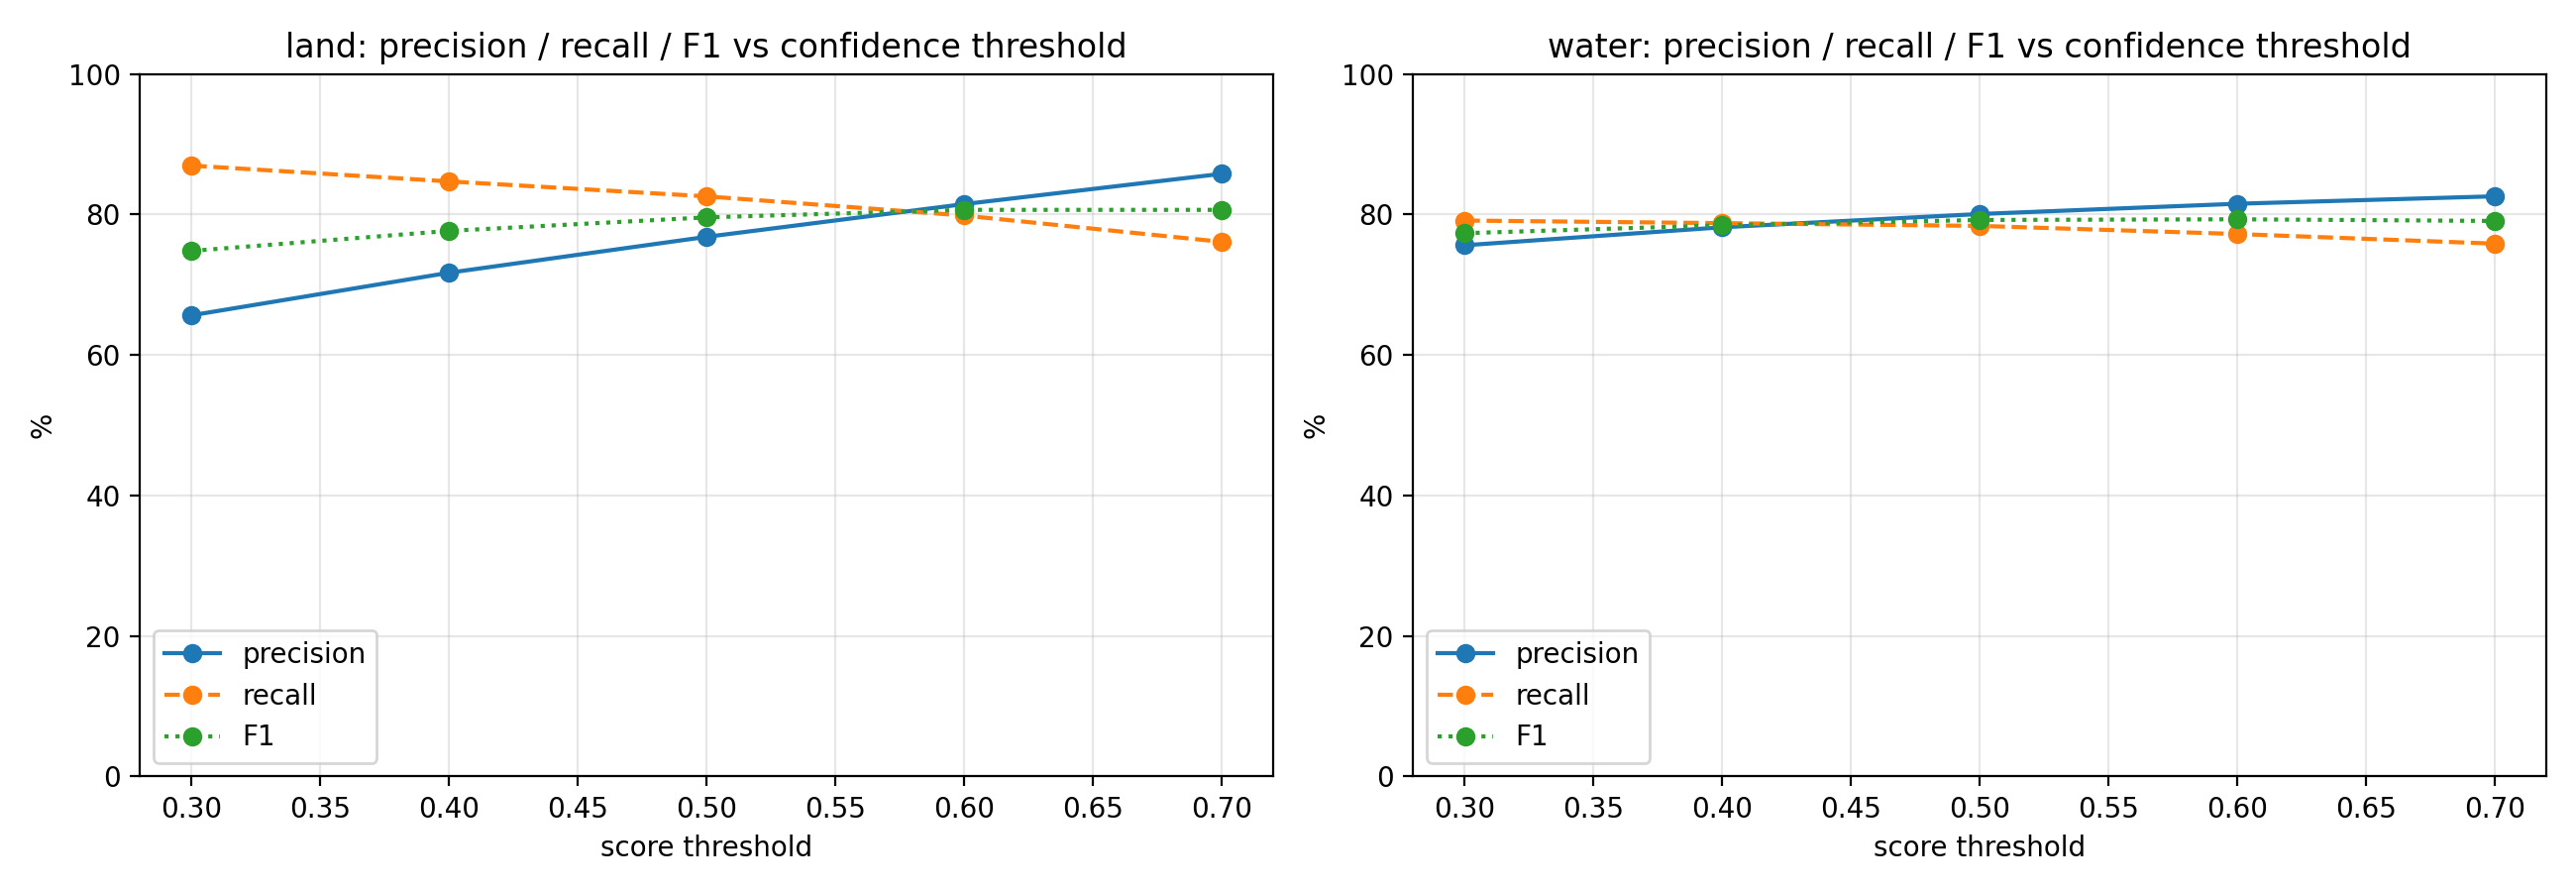 land: precision / recall / F1 vs confidence threshold
100
80
60
40
20
0
%
precision
recall
F1
0.30 0.35 0.40 0.45 0.50 0.55 0.60 0.65 0.70
score threshold
water: precision / recall / F1 vs confidence threshold
100
80
60
40
20
0
%
precision
recall
F1
0.30 0.35 0.40 0.45 0.50 0.55 0.60 0.65 0.70
score threshold